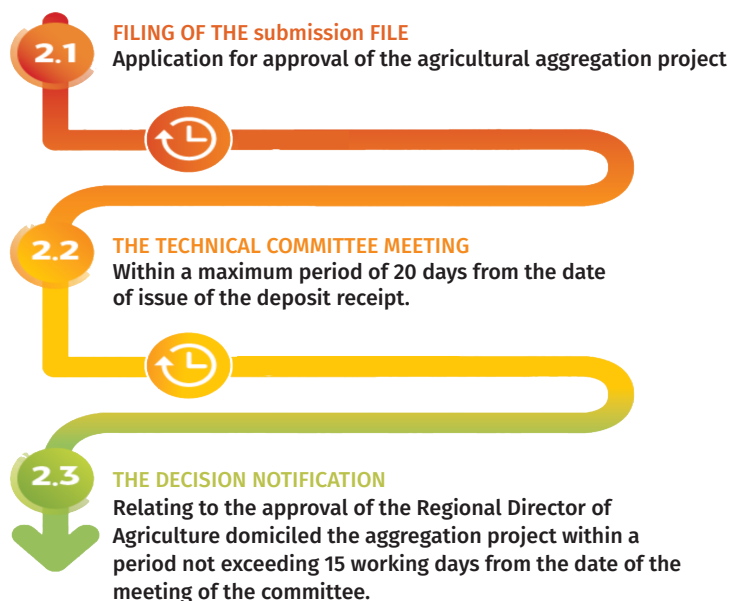 2.1
FILING OF THE submission FILE
Application for approval of the agricultural aggregation project
2.2
THE TECHNICAL COMMITTEE MEETING
Within a maximum period of 20 days from the date
of issue of the deposit receipt.
2.3
THE DECISION NOTIFICATION
Relating to the approval of the Regional Director of
Agriculture domiciled the aggregation project within a
period not exceeding 15 working days from the date of the
meeting of the committee.